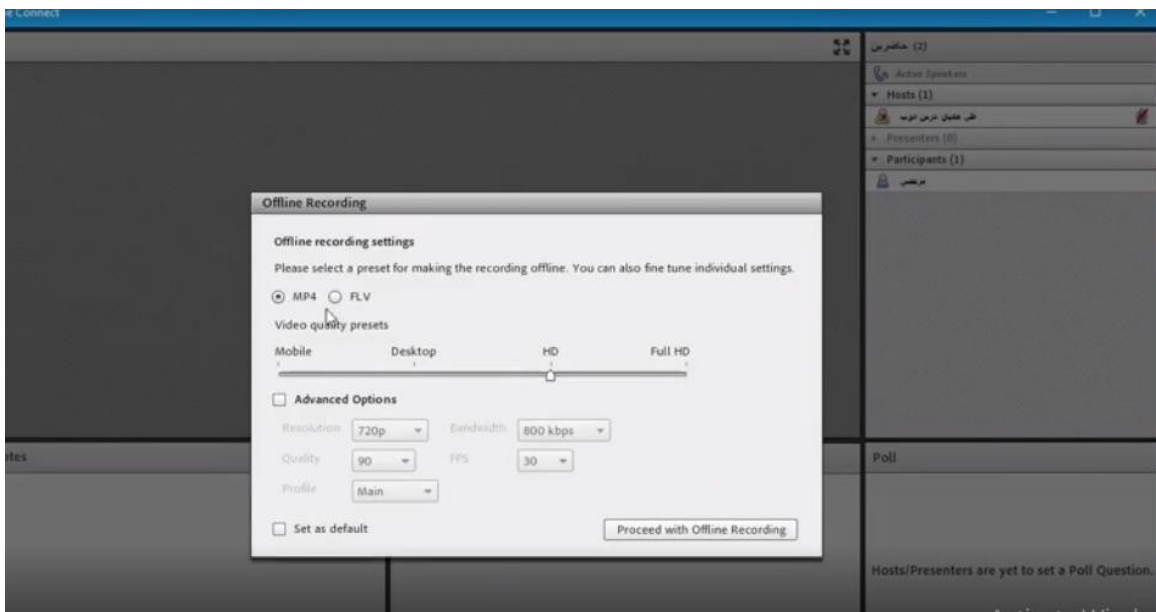 Connect
حاضرین (2)
Active Speakers
Hosts (1)
Presenters (0)
Participants (1)
مرتضی
Offline Recording
Offline recording settings
Please select a preset for making the recording offline. You can also fine tune individual settings.
MP4 FLV
Video quality presets
Mobile Desktop HD Full HD
Advanced Options
Resolution 720p Bandwidth 800 kbps
Quality 90 FPS 30
Profile Main
Set as default Proceed with Offline Recording
Poll
Hosts/Presenters are yet to set a Poll Question.